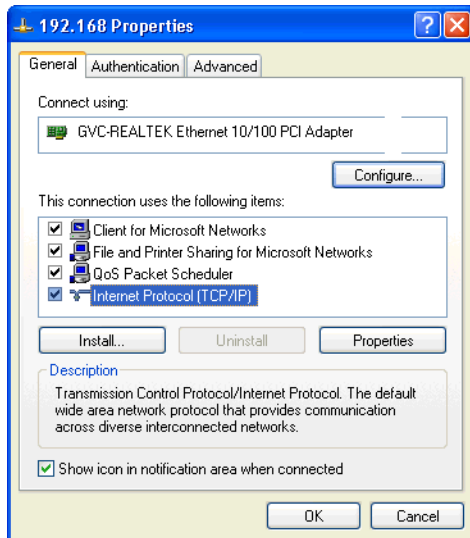 192.168 Properties
General Authentication Advanced
Connect using:
GVC-REALTEK Ethernet 10/100 PCI Adapter
Configure...
This connection uses the following items:
Client for Microsoft Networks
File and Printer Sharing for Microsoft Networks
QoS Packet Scheduler
Internet Protocol (TCP/IP)
Install... Uninstall Properties
Description
Transmission Control Protocol/Internet Protocol. The default
wide area network protocol that provides communication
across diverse interconnected networks.
Show icon in notification area when connected
OK Cancel